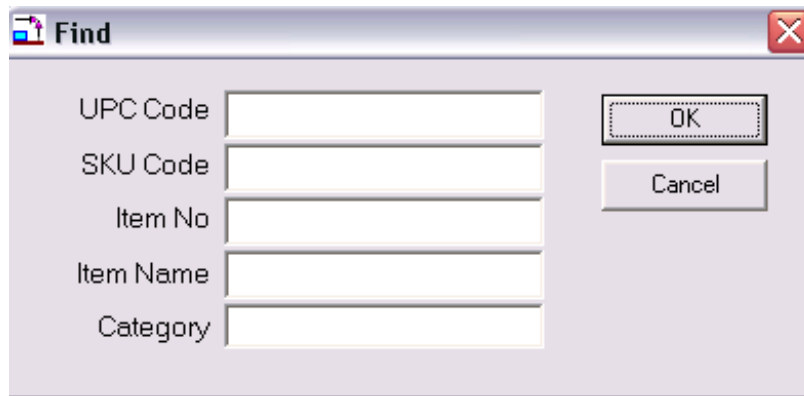 Find
UPC Code
OK
SKU Code
Cancel
Item No
Item Name
Category